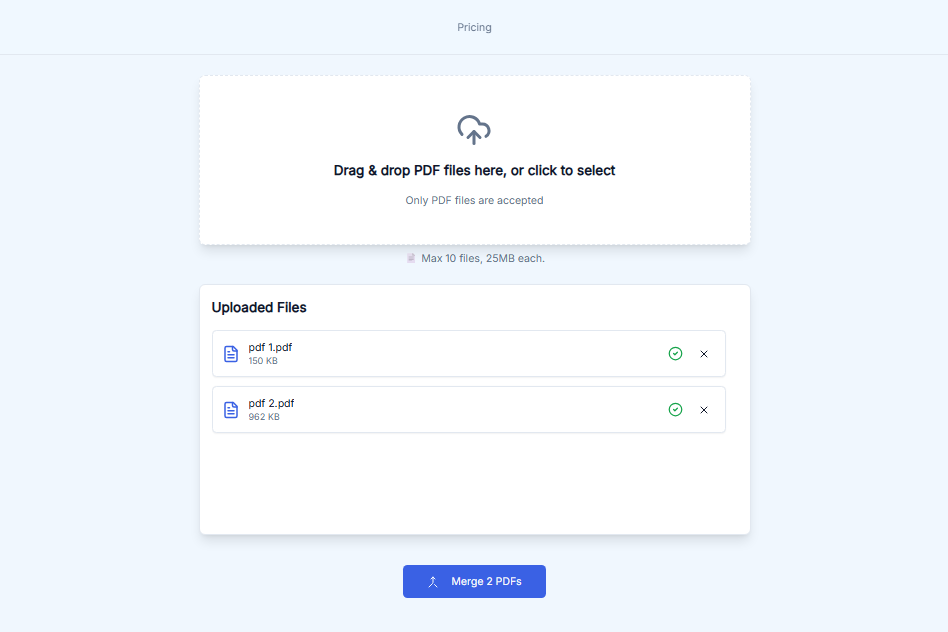 Pricing
Drag & drop PDF files here, or click to select
Only PDF files are accepted
Max 10 files, 25MB each.
Uploaded Files
pdf 1.pdf
150 KB
pdf 2.pdf
962 KB
Merge 2 PDFs